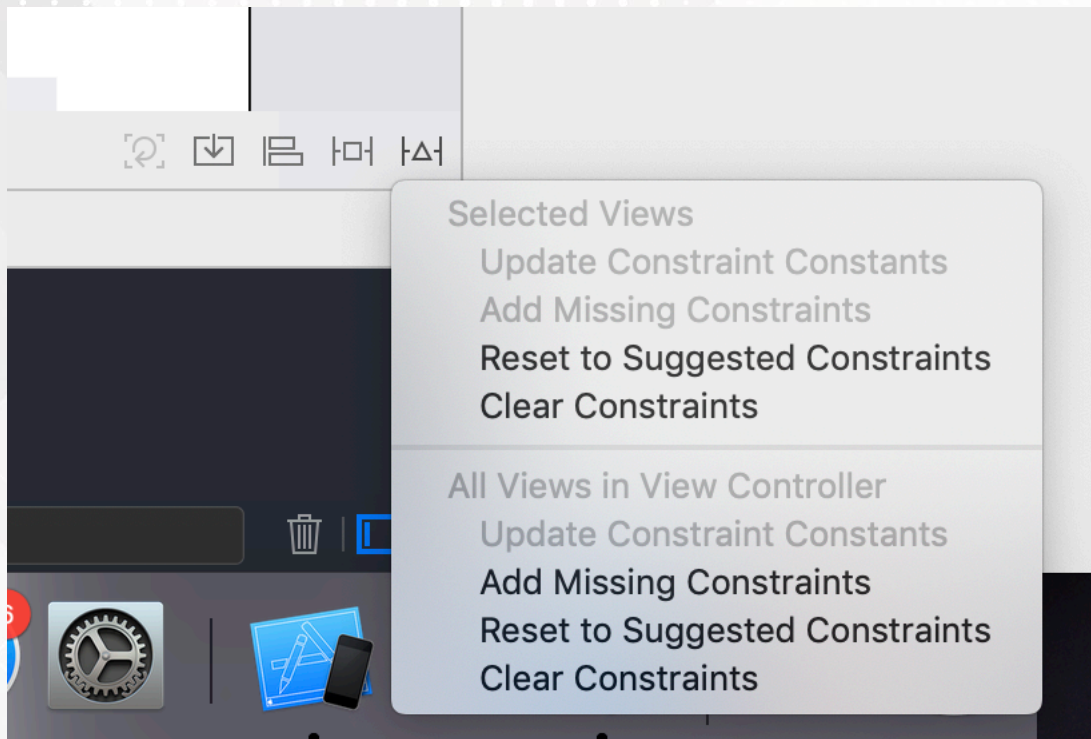 Selected Views
Update Constraint Constants
Add Missing Constraints
Reset to Suggested Constraints
Clear Constraints
All Views in View Controller
Update Constraint Constants
Add Missing Constraints
Reset to Suggested Constraints
Clear Constraints
6